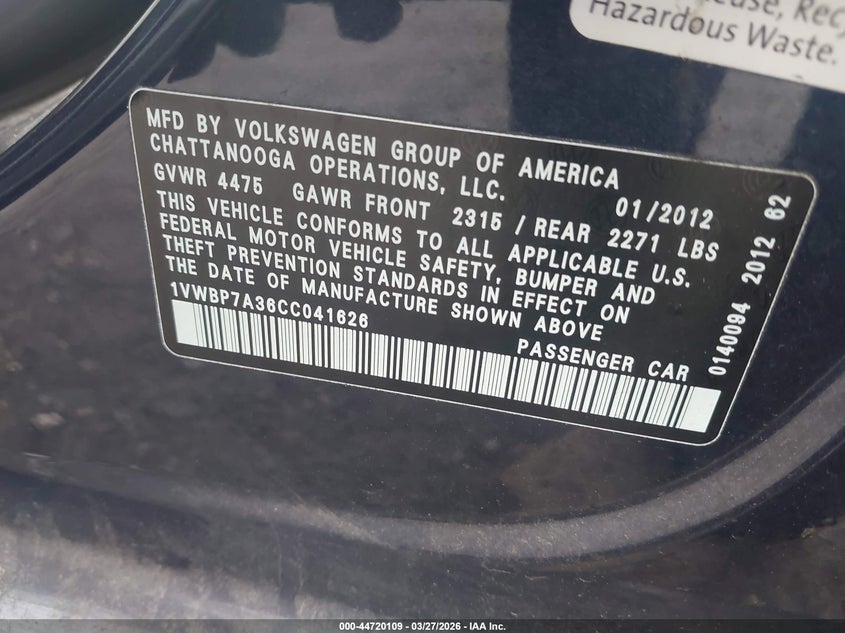 ease, Recy
Hazardous Waste.
MFD BY VOLKSWAGEN GROUP OF AMERICA
CHATTANOOGA OPERATIONS, LLC.
01/2012
GVWR 4475 GAWR FRONT 2315 / REAR 2271 LBS
THIS VEHICLE CONFORMS TO ALL APPLICABLE U.S.
FEDERAL MOTOR VEHICLE SAFETY, BUMPER AND
THEFT PREVENTION STANDARDS IN EFFECT ON
THE DATE OF MANUFACTURE SHOWN ABOVE
1VWBP7A36CC041626
PASSENGER CAR
0140094 2012 62
000-44720109 - 03/27/2026 - IAA Inc.